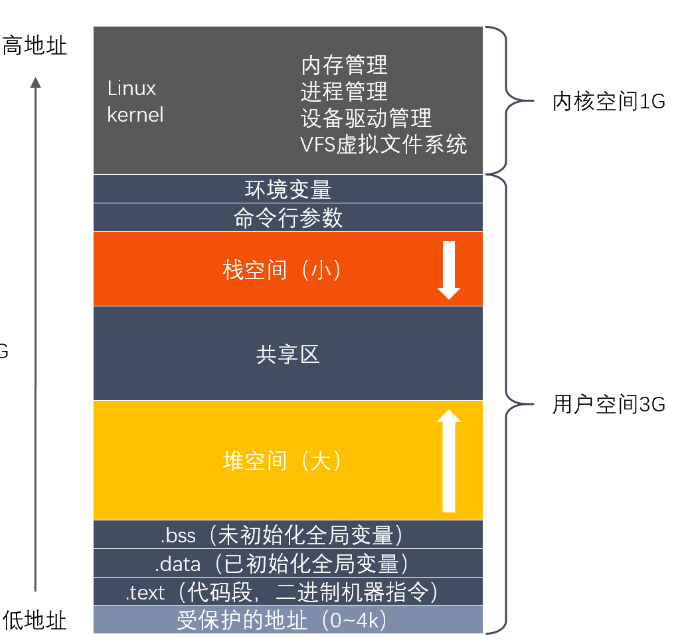 高地址
Linux
kernel
内存管理
进程管理
设备驱动管理
VFS虚拟文件系统
内核空间1G
环境变量
命令行参数
栈空间（小）
共享区
G
堆空间（大）
用户空间3G
.bss（未初始化全局变量）
.data（已初始化全局变量）
.text（代码段，二进制机器指令）
低地址
受保护的地址（0~4k）